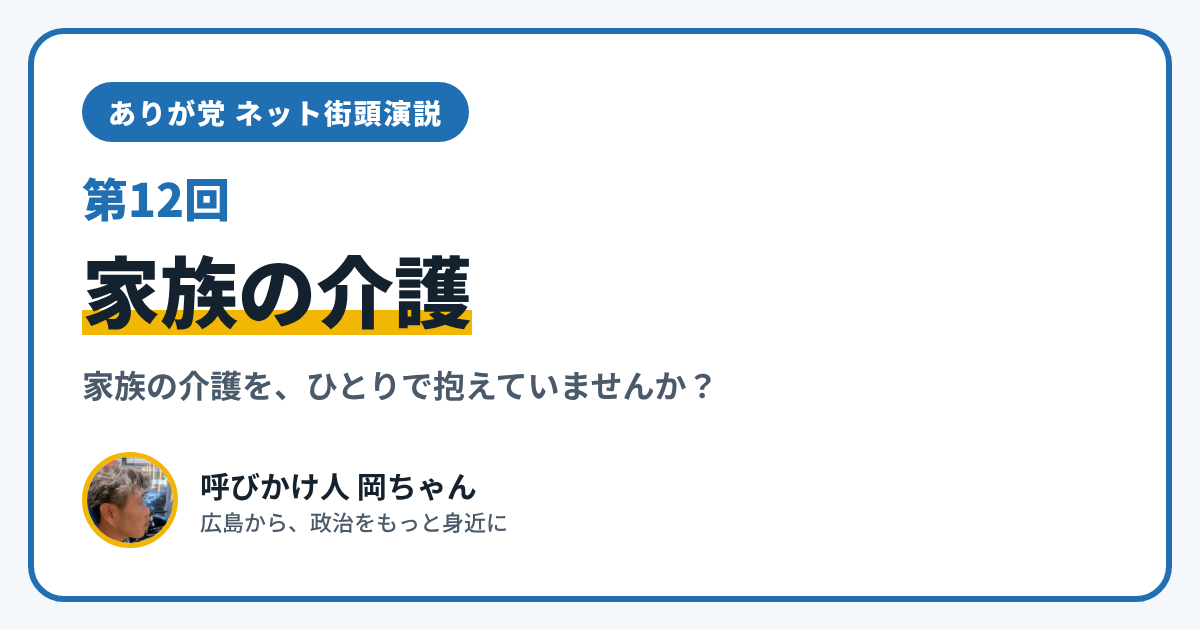 ありが党 ネット街頭演説
第12回
家族の介護
家族の介護を、ひとりで抱えていませんか？
呼びかけ人 岡ちゃん
広島から、政治をもっと身近に